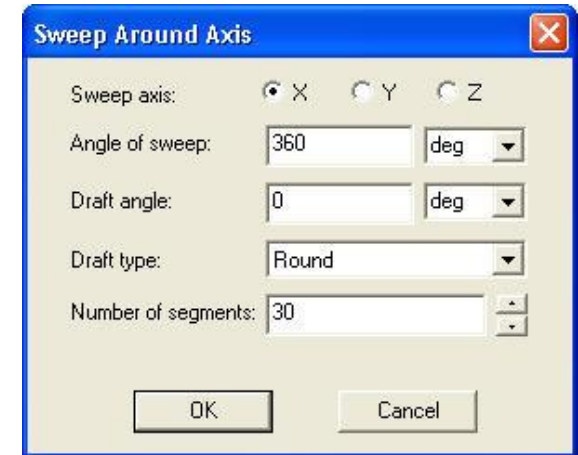 Sweep Around Axis
Sweep axis: X Y Z
Angle of sweep: 360 deg
Draft angle: 0 deg
Draft type: Round
Number of segments: 30
OK Cancel